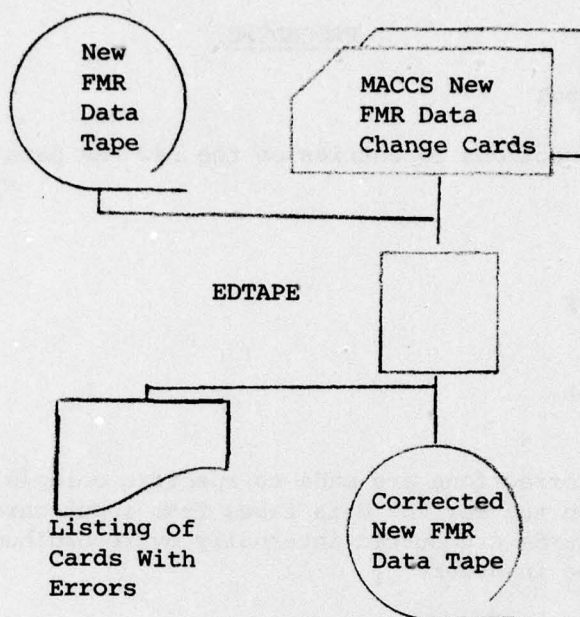 New
FMR
Data
Tape
MACCS New
FMR Data
Change Cards
EDTAPE
Listing of
Cards With
Errors
Corrected
New FMR
Data Tape